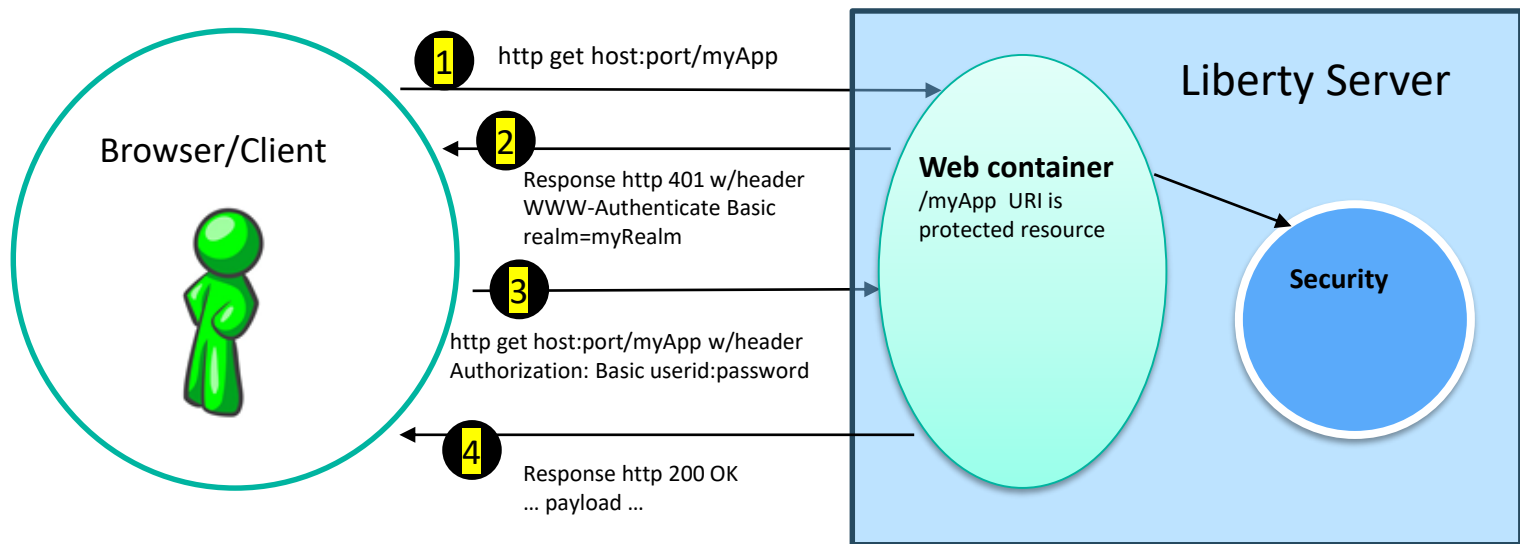 1
http get host:port/myApp
Liberty Server
2
Browser/Client
Response http 401 w/header
WWW-Authenticate Basic
realm=myRealm
Web container
/myApp  URI is
protected resource
Security
3
http get host:port/myApp w/header
Authorization: Basic userid:password
4
Response http 200 OK
… payload …